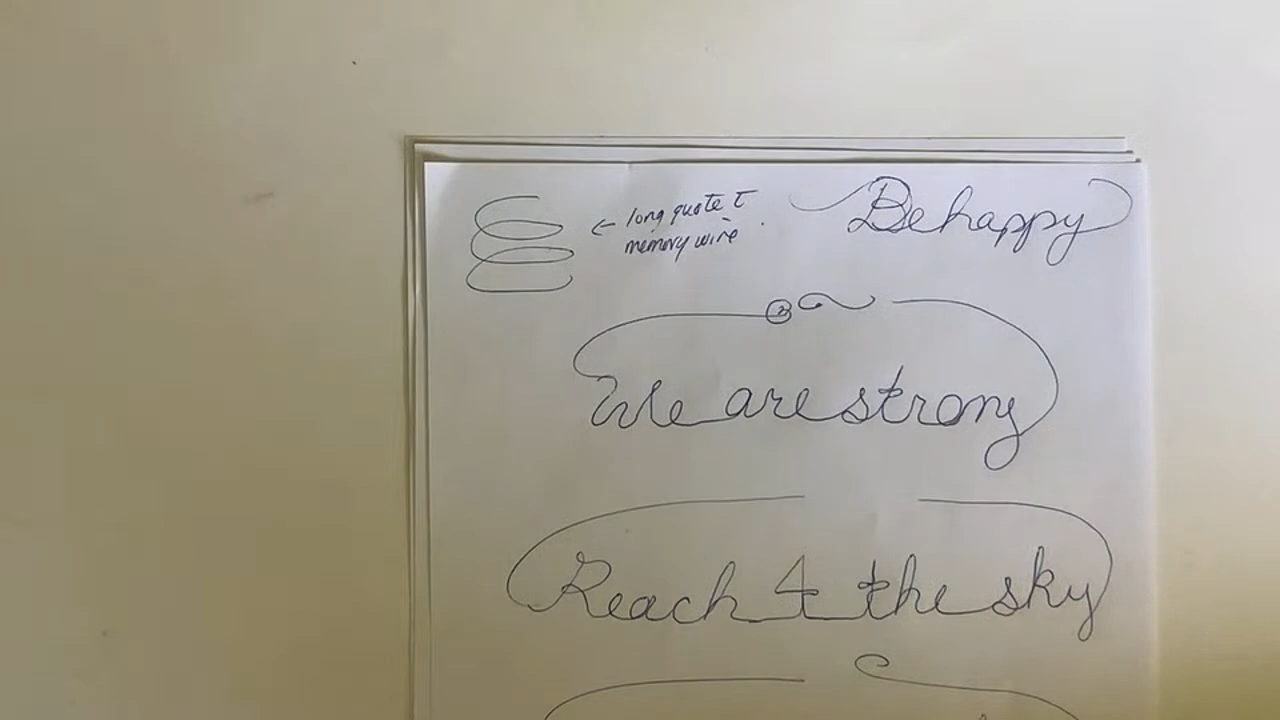 ← long quote c̄
memory wire
Be happy
We are strong
Reach 4 the sky